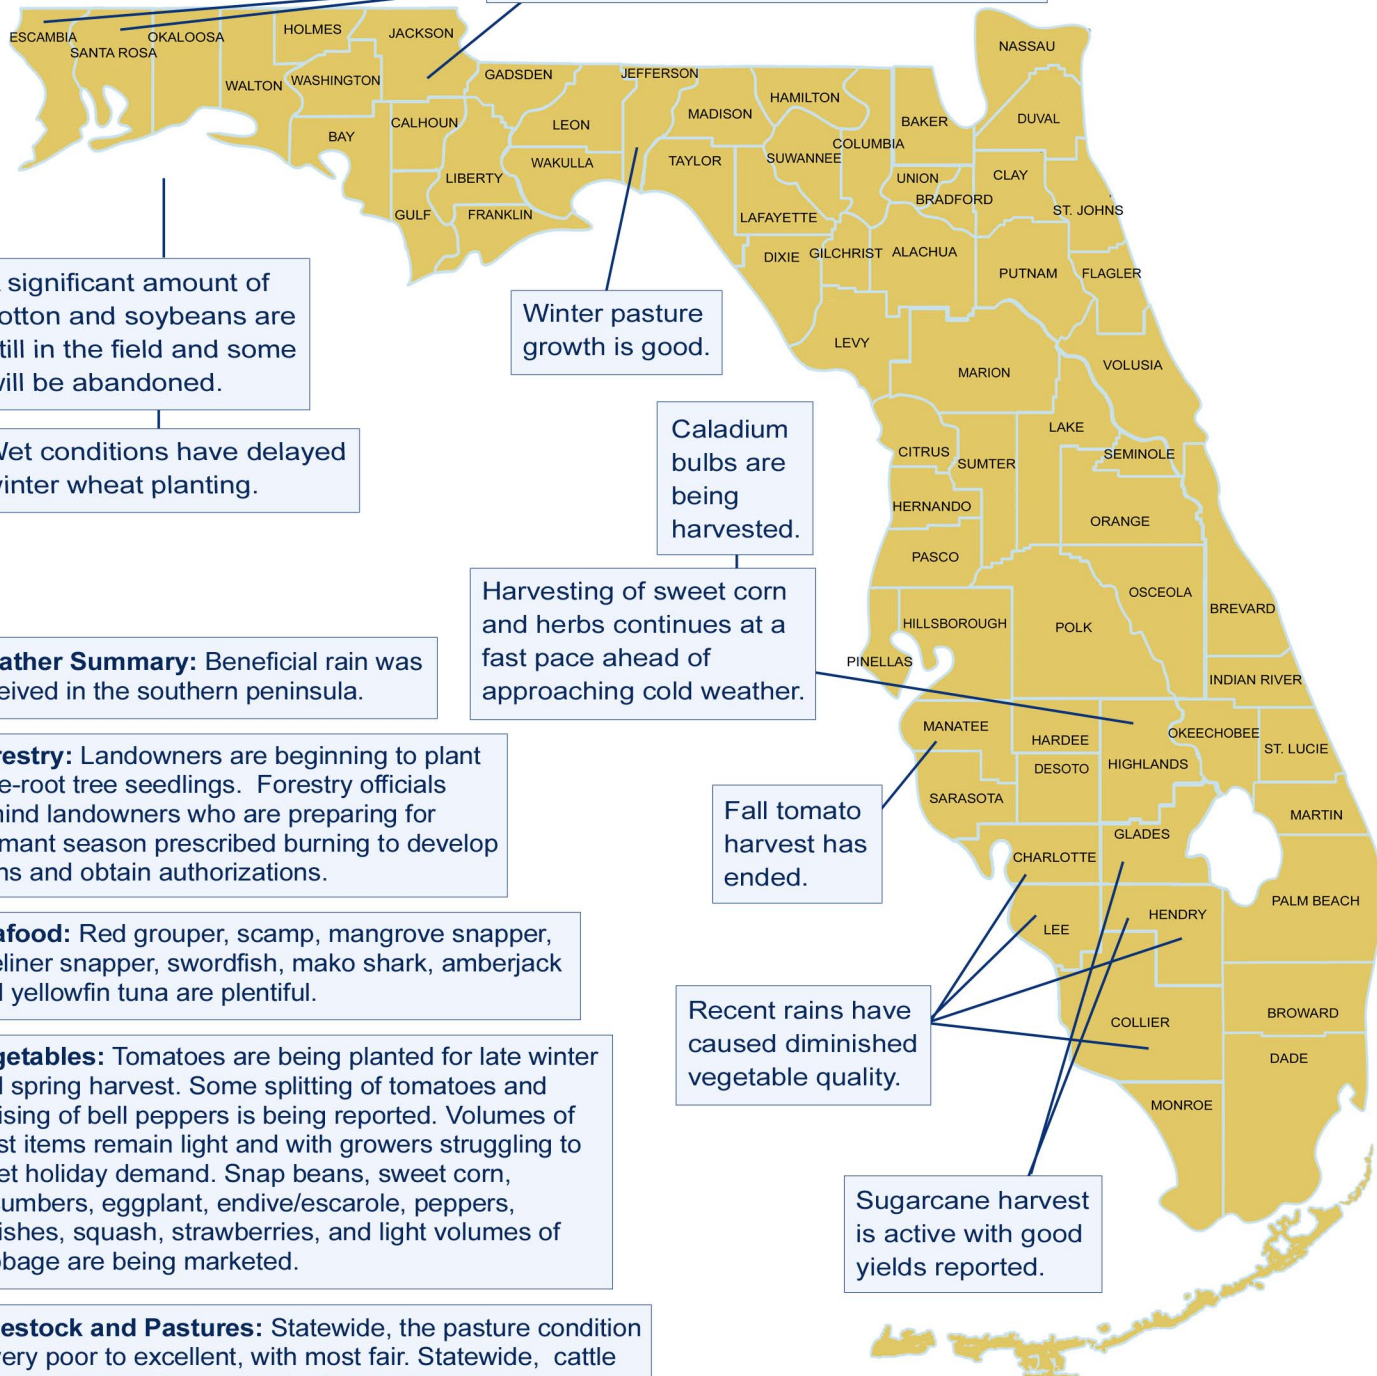 ESCAMBIA
SANTA ROSA
OKALOOSA
HOLMES
JACKSON
WALTON
WASHINGTON
BAY
CALHOUN
GULF
LIBERTY
FRANKLIN
GADSDEN
LEON
WAKULLA
JEFFERSON
MADISON
TAYLOR
HAMILTON
SUWANNEE
LAFAYETTE
DIXIE
COLUMBIA
BAKER
UNION
BRADFORD
GILCHRIST
ALACHUA
NASSAU
DUVAL
CLAY
ST. JOHNS
PUTNAM
FLAGLER
LEVY
MARION
VOLUSIA
LAKE
CITRUS
SUMTER
SEMINOLE
HERNANDO
ORANGE
PASCO
OSCEOLA
BREVARD
HILLSBOROUGH
POLK
PINELLAS
INDIAN RIVER
MANATEE
HARDEE
OKEECHOBEE
ST. LUCIE
DESOTO
HIGHLANDS
SARASOTA
MARTIN
GLADES
CHARLOTTE
PALM BEACH
HENDRY
LEE
COLLIER
BROWARD
DADE
MONROE
significant amount of
otton and soybeans are
till in the field and some
will be abandoned.
Wet conditions have delayed
winter wheat planting.
Winter pasture
growth is good.
Caladium
bulbs are
being
harvested.
Harvesting of sweet corn
and herbs continues at a
fast pace ahead of
approaching cold weather.
ather Summary: Beneficial rain was
eived in the southern peninsula.
restry: Landowners are beginning to plant
e-root tree seedlings. Forestry officials
mind landowners who are preparing for
rmant season prescribed burning to develop
ns and obtain authorizations.
Fall tomato
harvest has
ended.
afood: Red grouper, scamp, mangrove snapper,
eliner snapper, swordfish, mako shark, amberjack
d yellowfin tuna are plentiful.
Recent rains have
caused diminished
vegetable quality.
getables: Tomatoes are being planted for late winter
d spring harvest. Some splitting of tomatoes and
ising of bell peppers is being reported. Volumes of
st items remain light and with growers struggling to
et holiday demand. Snap beans, sweet corn,
umbers, eggplant, endive/escarole, peppers,
ishes, squash, strawberries, and light volumes of
bbage are being marketed.
Sugarcane harvest
is active with good
yields reported.
estock and Pastures: Statewide, the pasture condition
very poor to excellent, with most fair. Statewide, cattle